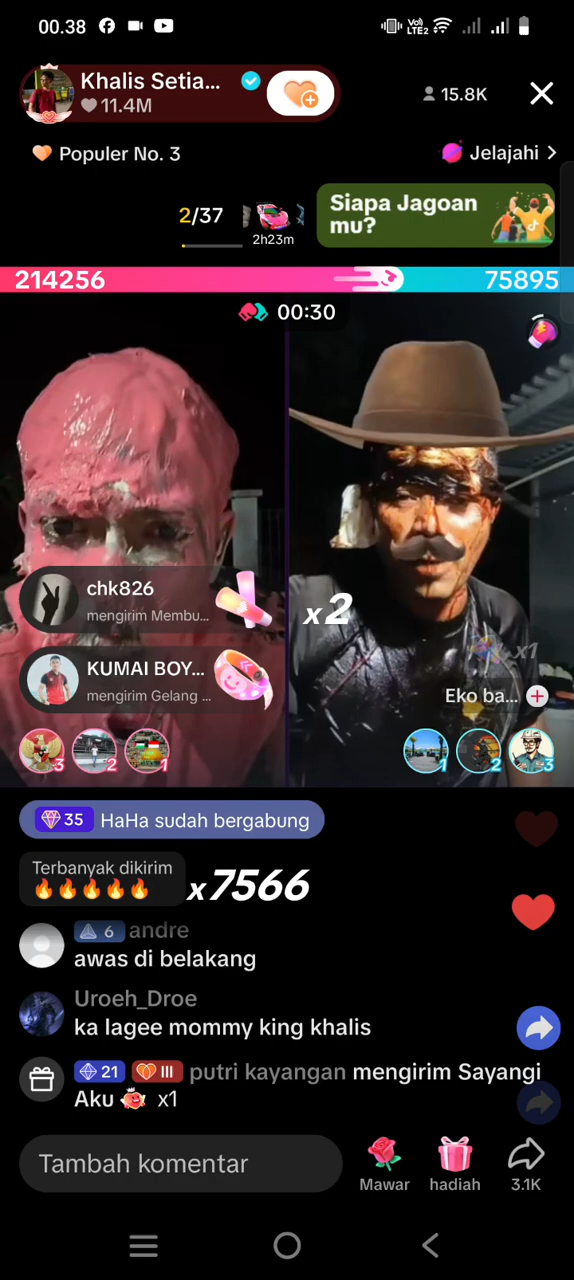 00.38
Vo)
LTE2
Khalis Setia...
11.4M
15.8K
Populer No. 3
Jelajahi >
2/37
2h23m
Siapa Jagoan
mu?
214256
75895
00:30
chk826
mengirim Membu...
x2
x1
KUMAI BOY...
mengirim Gelang ...
Eko ba...
3
2
1
1
2
3
35 HaHa sudah bergabung
Terbanyak dikirim
🔥🔥🔥🔥🔥
x7566
6 andre
awas di belakang
Uroeh_Droe
ka lagee mommy king khalis
21 III putri kayangan mengirim Sayangi
Aku x1
Tambah komentar
Mawar
hadiah
3.1K